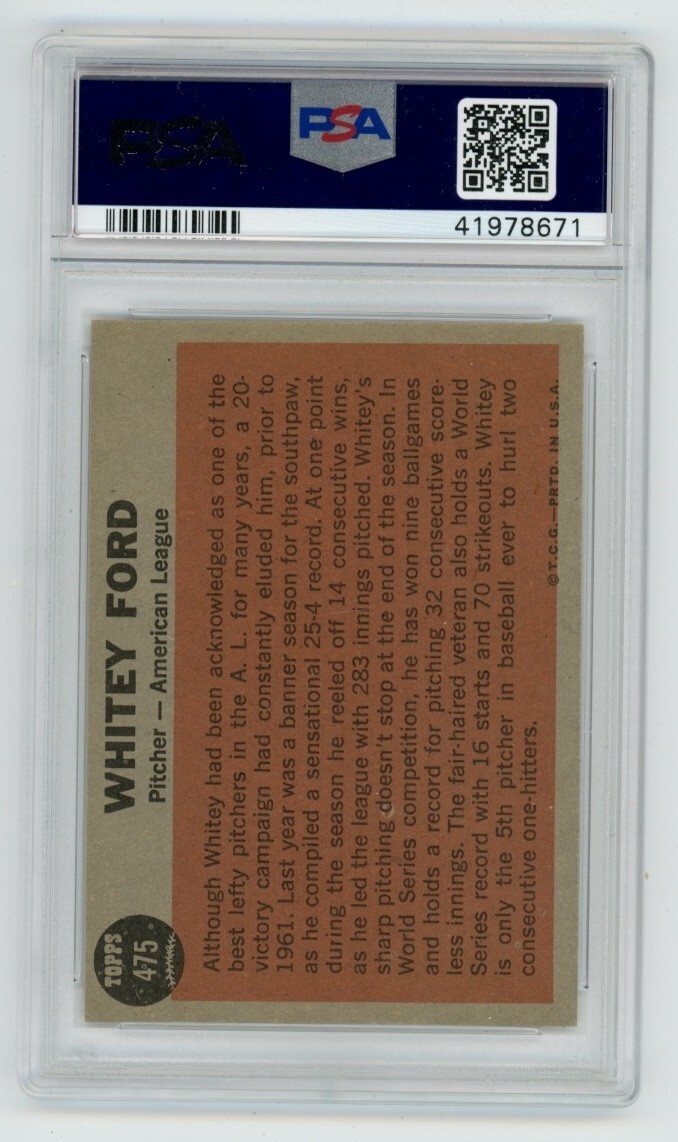 PSA
PSA
41978671
TOPPS
475
WHITEY FORD
Pitcher — American League
Although Whitey had been acknowledged as one of the
best lefty pitchers in the A. L. for many years, a 20-
victory campaign had constantly eluded him, prior to
1961. Last year was a banner season for the southpaw,
as he compiled a sensational 25-4 record. At one point
during the season he reeled off 14 consecutive wins,
as he led the league with 283 innings pitched. Whitey's
sharp pitching doesn't stop at the end of the season. In
World Series competition, he has won nine ballgames
and holds a record for pitching 32 consecutive score-
less innings. The fair-haired veteran also holds a World
Series record with 16 starts and 70 strikeouts. Whitey
is only the 5th pitcher in baseball ever to hurl two
consecutive one-hitters.
© T.C.G. — PRTD. IN U.S.A.